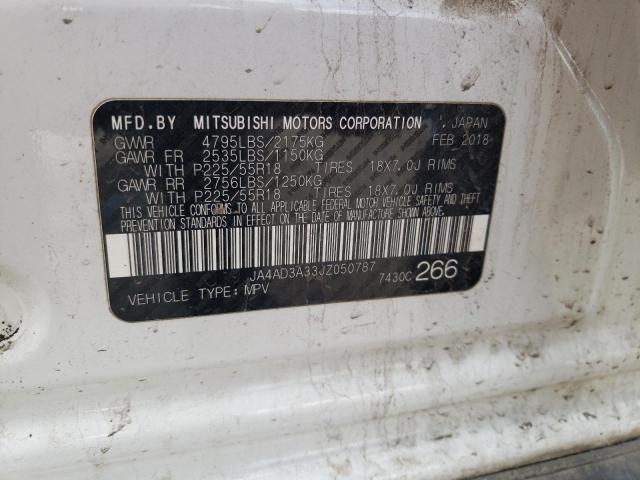 MFD.BY MITSUBISHI MOTORS CORPORATION , JAPAN
GVWR 4795LBS/2175KG FEB 2018
GAWR FR 2535LBS/1150KG
WITH P225/55R18 TIRES 18X7.0J RIMS
GAWR RR 2756LBS/1250KG
WITH P225/55R18 TIRES 18X7.0J RIMS
THIS VEHICLE CONFORMS TO ALL APPLICABLE FEDERAL MOTOR VEHICLE SAFETY AND THEFT
PREVENTION STANDARDS IN EFFECT ON THE DATE OF MANUFACTURE SHOWN ABOVE.
JA4AD3A33JZ050787
VEHICLE TYPE: MPV 7430C 266